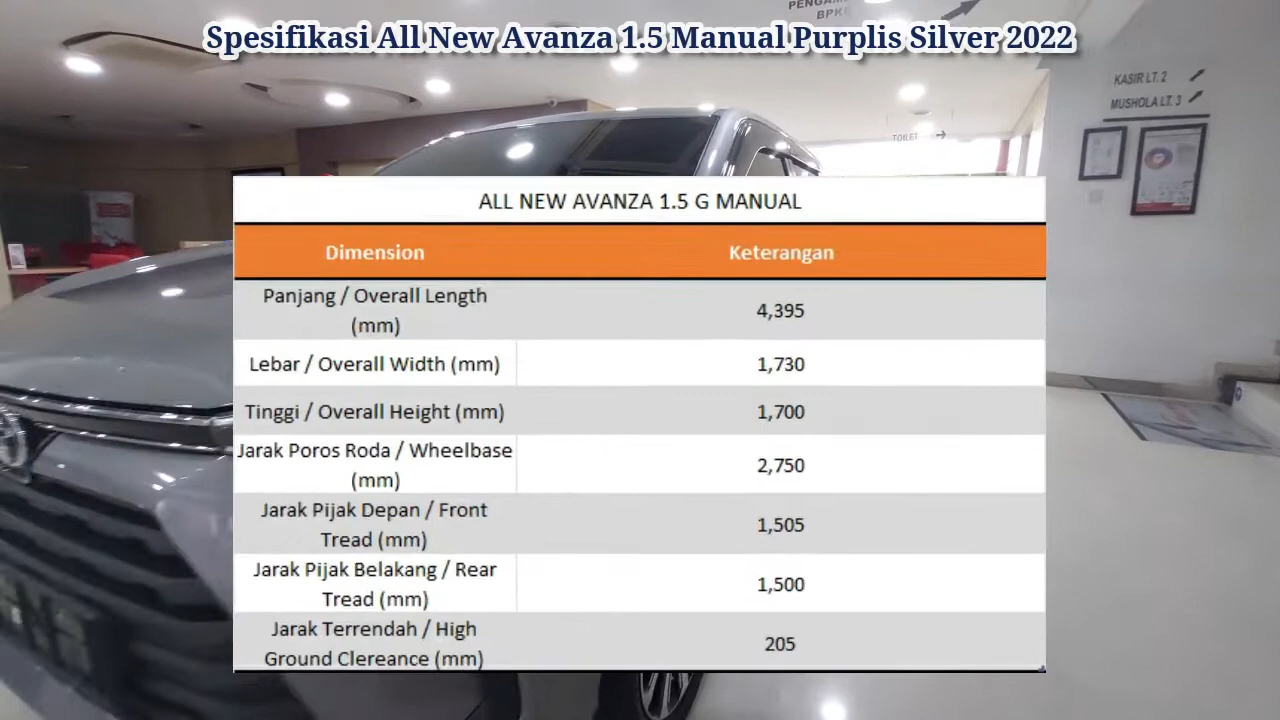 Spesifikasi All New Avanza 1.5 Manual Purplis Silver 2022
BPKB
KASIR LT. 2
MUSHOLA LT. 3
TOILET
ALL NEW AVANZA 1.5 G MANUAL
Dimension Keterangan
Panjang / Overall Length
(mm) 4,395
Lebar / Overall Width (mm) 1,730
Tinggi / Overall Height (mm) 1,700
Jarak Poros Roda / Wheelbase
(mm) 2,750
Jarak Pijak Depan / Front
Tread (mm) 1,505
Jarak Pijak Belakang / Rear
Tread (mm) 1,500
Jarak Terrendah / High
Ground Clereance (mm) 205